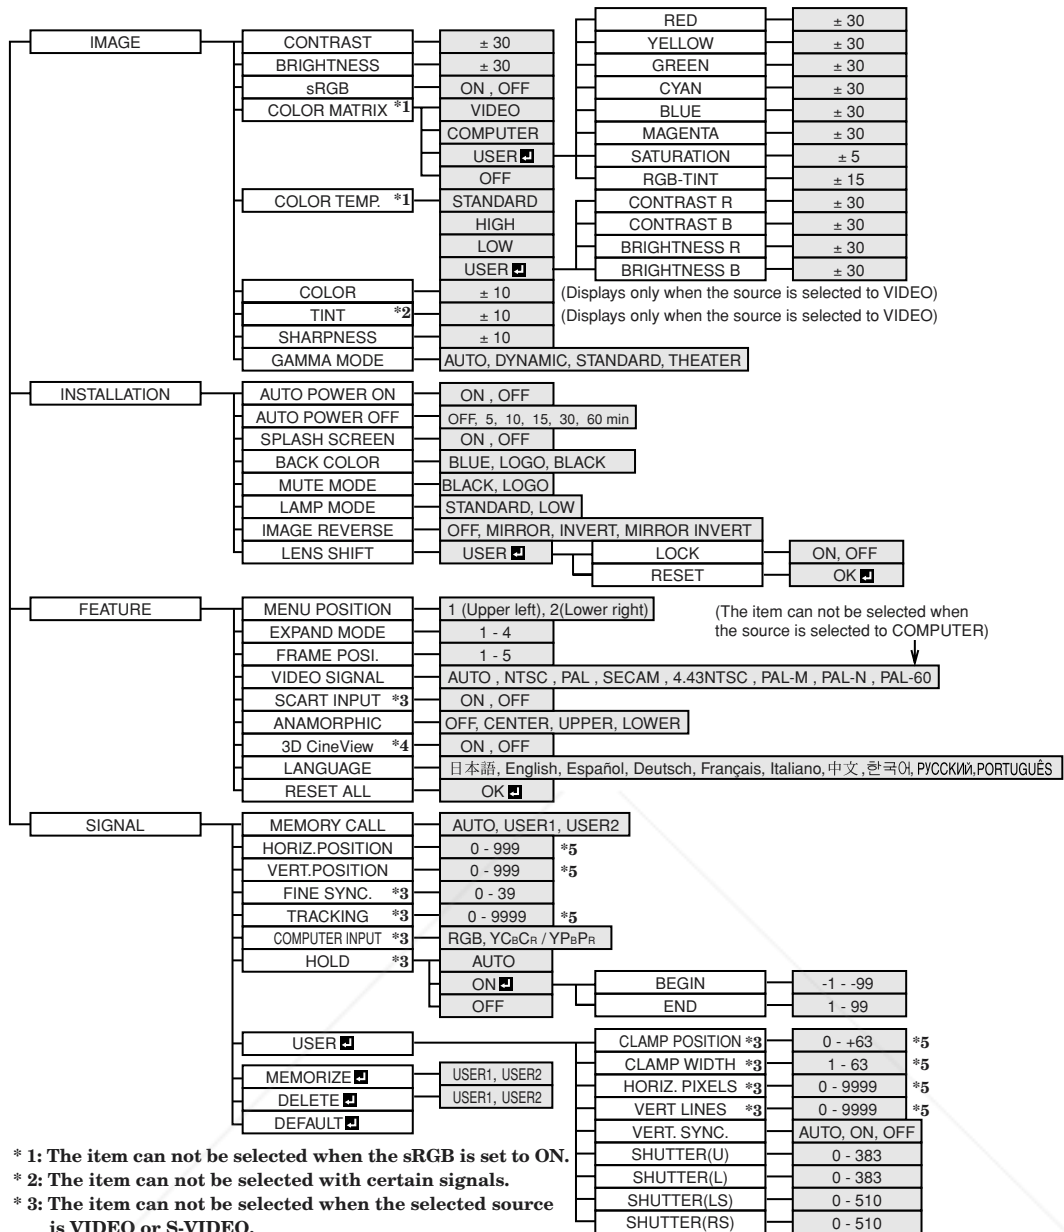 IMAGE
CONTRAST ± 30
BRIGHTNESS ± 30
sRGB ON , OFF
COLOR MATRIX *1 VIDEO
COMPUTER
USER
OFF
RED ± 30
YELLOW ± 30
GREEN ± 30
CYAN ± 30
BLUE ± 30
MAGENTA ± 30
SATURATION ± 5
RGB-TINT ± 15
COLOR TEMP. *1 STANDARD
HIGH
LOW
USER
CONTRAST R ± 30
CONTRAST B ± 30
BRIGHTNESS R ± 30
BRIGHTNESS B ± 30
COLOR ± 10 (Displays only when the source is selected to VIDEO)
TINT *2 ± 10 (Displays only when the source is selected to VIDEO)
SHARPNESS ± 10
GAMMA MODE AUTO, DYNAMIC, STANDARD, THEATER
INSTALLATION
AUTO POWER ON ON , OFF
AUTO POWER OFF OFF, 5, 10, 15, 30, 60 min
SPLASH SCREEN ON , OFF
BACK COLOR BLUE, LOGO, BLACK
MUTE MODE BLACK, LOGO
LAMP MODE STANDARD, LOW
IMAGE REVERSE OFF, MIRROR, INVERT, MIRROR INVERT
LENS SHIFT USER
LOCK ON, OFF
RESET OK
FEATURE
MENU POSITION 1 (Upper left), 2(Lower right)
EXPAND MODE 1 - 4
FRAME POSI. 1 - 5
(The item can not be selected when
the source is selected to COMPUTER)
VIDEO SIGNAL AUTO , NTSC , PAL , SECAM , 4.43NTSC , PAL-M , PAL-N , PAL-60
SCART INPUT *3 ON , OFF
ANAMORPHIC OFF, CENTER, UPPER, LOWER
3D CineView *4 ON , OFF
LANGUAGE 日本語, English, Español, Deutsch, Français, Italiano, 中文 , 한국어, РУССКИЙ, PORTUGUÊS
RESET ALL OK
SIGNAL
MEMORY CALL AUTO, USER1, USER2
HORIZ.POSITION 0 - 999 *5
VERT.POSITION 0 - 999 *5
FINE SYNC. *3 0 - 39
TRACKING *3 0 - 9999 *5
COMPUTER INPUT *3 RGB, YCBCR / YPBPR
HOLD *3 AUTO
ON
OFF
BEGIN -1 - -99
END 1 - 99
USER
CLAMP POSITION *3 0 - +63 *5
CLAMP WIDTH *3 1 - 63 *5
HORIZ. PIXELS *3 0 - 9999 *5
VERT LINES *3 0 - 9999 *5
VERT. SYNC. AUTO, ON, OFF
SHUTTER(U) 0 - 383
SHUTTER(L) 0 - 383
SHUTTER(LS) 0 - 510
SHUTTER(RS) 0 - 510
MEMORIZE USER1, USER2
DELETE USER1, USER2
DEFAULT
* 1: The item can not be selected when the sRGB is set to ON.
* 2: The item can not be selected with certain signals.
* 3: The item can not be selected when the selected source
is VIDEO or S-VIDEO.